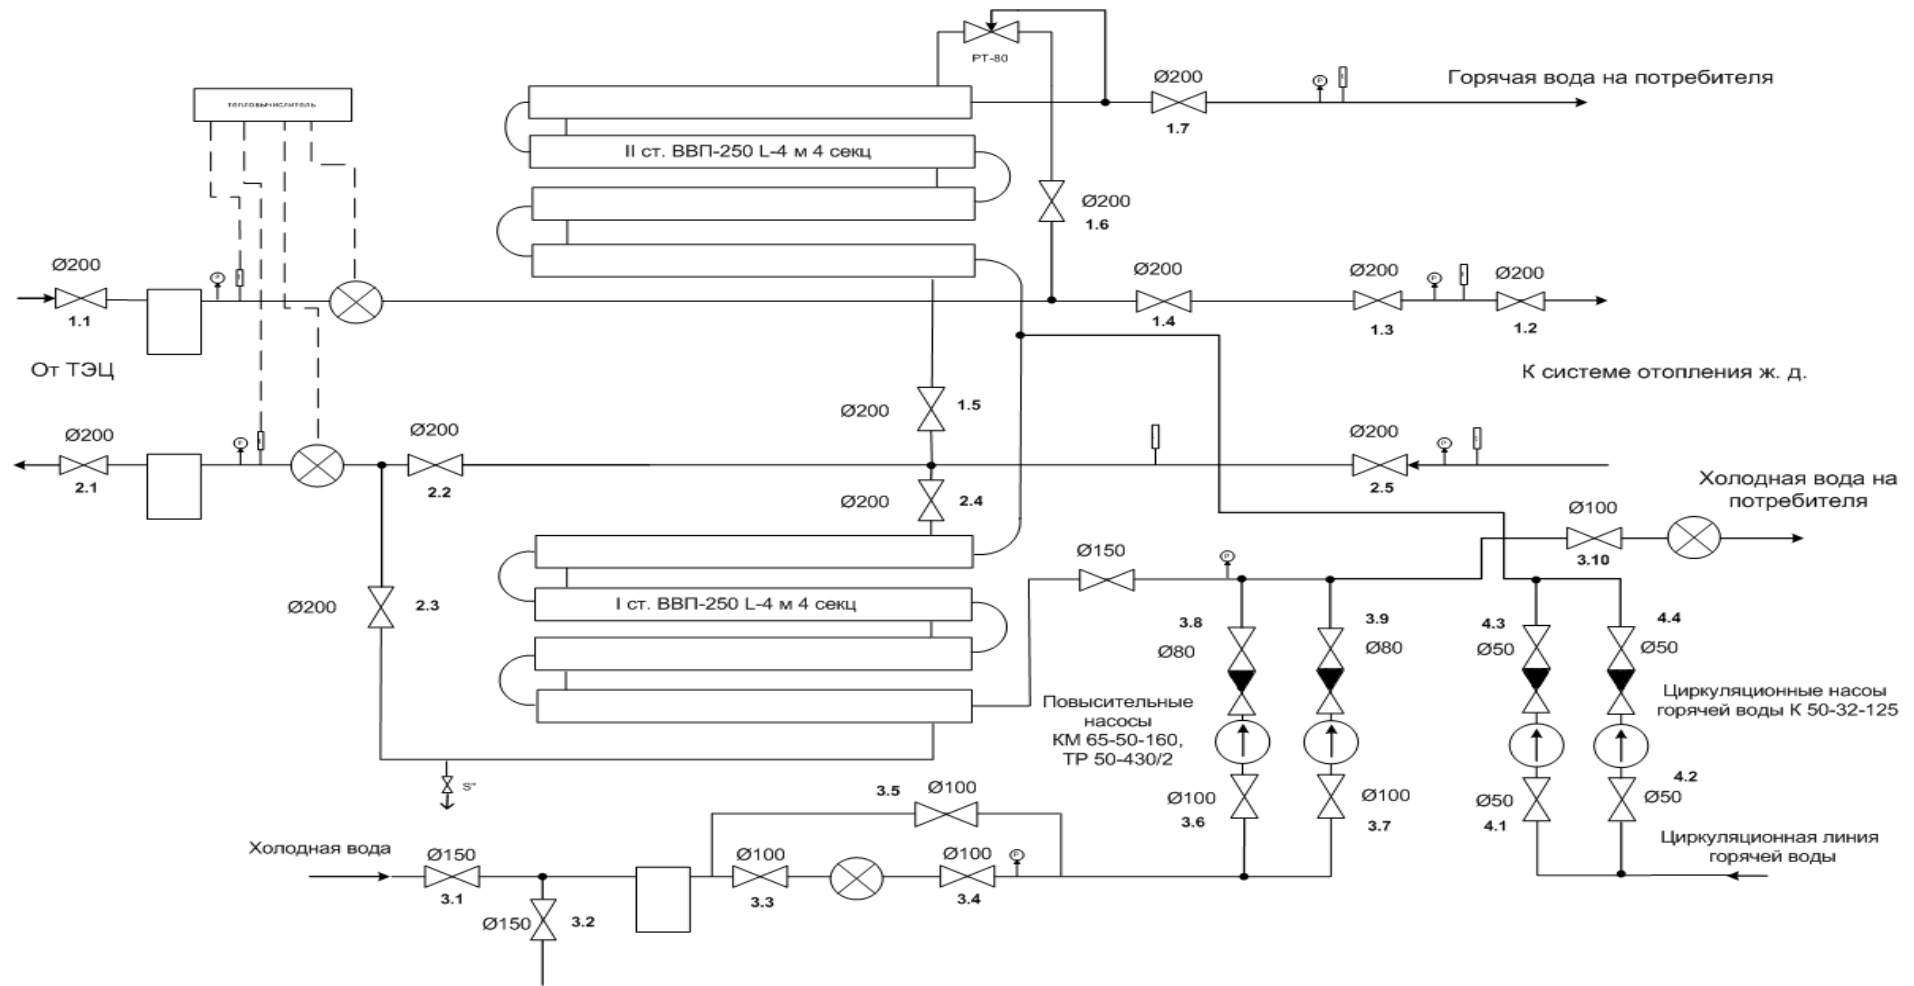 РТ-80
Ø200
Горячая вода на потребителя
1.7
тепловычислитель
II ст. ВВП-250 L-4 м 4 секц
Ø200
1.6
Ø200
1.1
Ø200
1.4
Ø200
1.3
Ø200
1.2
От ТЭЦ
К системе отопления ж. д.
Ø200
1.5
Ø200
2.1
Ø200
2.2
Ø200
2.5
Ø200
2.4
Холодная вода на
потребителя
Ø100
3.10
Ø150
Ø200
2.3
I ст. ВВП-250 L-4 м 4 секц
3.8
Ø80
3.9
Ø80
4.3
Ø50
4.4
Ø50
Повысительные
насосы
КМ 65-50-160,
ТР 50-430/2
Циркуляционные насоы
горячей воды К 50-32-125
Ø100
3.6
Ø100
3.7
Ø50
4.1
4.2
Ø50
S"
3.5
Ø100
Циркуляционная линия
горячей воды
Холодная вода
Ø150
3.1
Ø150
3.2
Ø100
3.3
Ø100
3.4
P
P
P
P
P
P
P